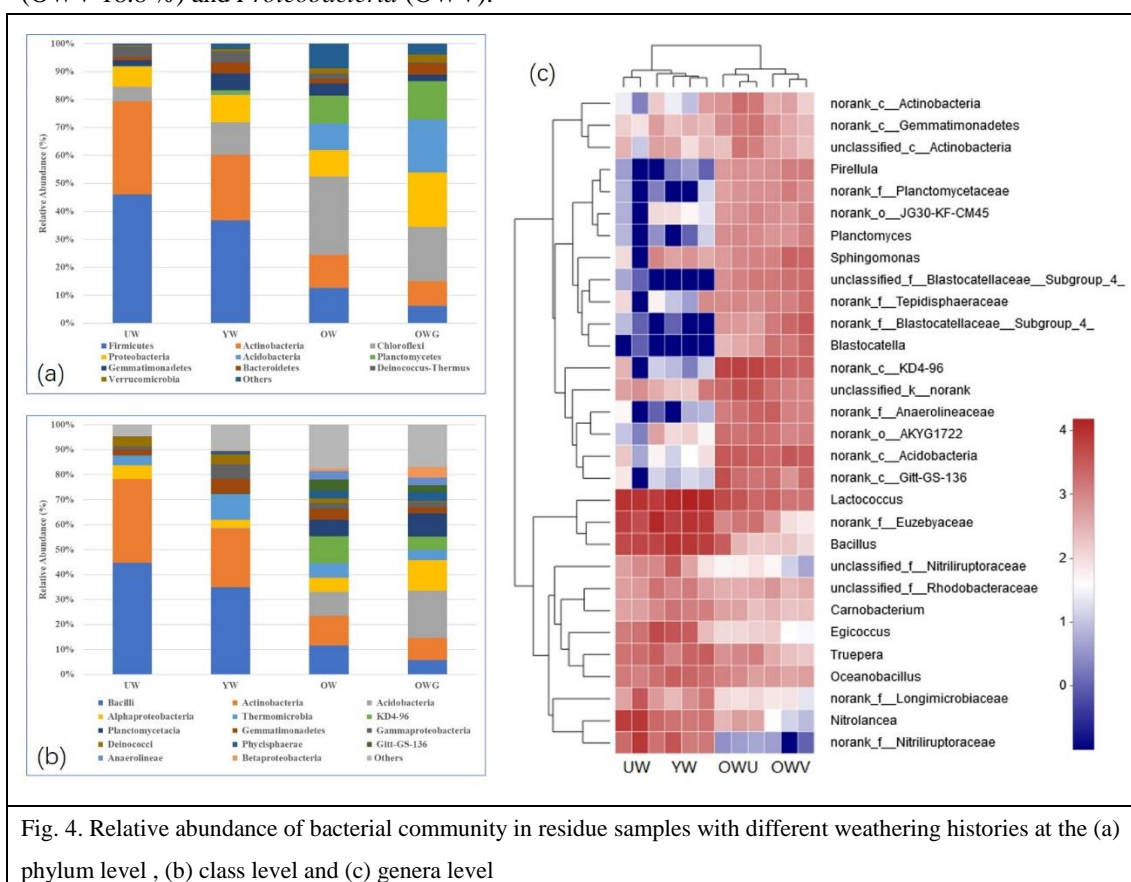 (OWV 18.8 %) and Proteobacteria (OWV).
100%
90%
80%
70%
60%
50%
40%
30%
20%
10%
0%
Relative Abundance (%)
UW YW OW OWG
Firmicutes Actinobacteria Chloroflexi
Proteobacteria Acidobacteria Planctomycetes
Gemmatimonadetes Bacteroidetes Deinococcus-Thermus
Verrucomicrobia Others
(a)
100%
90%
80%
70%
60%
50%
40%
30%
20%
10%
0%
Relative Abundance (%)
UW YW OW OWG
Bacilli Actinobacteria Acidobacteria
Alphaproteobacteria Thermomicrobia KD4-96
Planctomycetacia Gemmatimonadetes Gammaproteobacteria
Deinococci Phycisphaerae Gitt-GS-136
Anaerolineae Betaproteobacteria Others
(b)
(c)
norank_c__Actinobacteria
norank_c__Gemmatimonadetes
unclassified_c__Actinobacteria
Pirellula
norank_f__Planctomycetaceae
norank_o__JG30-KF-CM45
Planctomyces
Sphingomonas
unclassified_f__Blastocatellaceae__Subgroup_4_
norank_f__Tepidisphaeraceae
norank_f__Blastocatellaceae__Subgroup_4_
Blastocatella
norank_c__KD4-96
unclassified_k__norank
norank_f__Anaerolineaceae
norank_o__AKYG1722
norank_c__Acidobacteria
norank_c__Gitt-GS-136
Lactococcus
norank_f__Euzebyaceae
Bacillus
unclassified_f__Nitriliruptoraceae
unclassified_f__Rhodobacteraceae
Carnobacterium
Egicoccus
Truepera
Oceanobacillus
norank_f__Longimicrobiaceae
Nitrolancea
norank_f__Nitriliruptoraceae
UW YW OWU OWV
4
3
2
1
0
Fig. 4. Relative abundance of bacterial community in residue samples with different weathering histories at the (a)
phylum level , (b) class level and (c) genera level